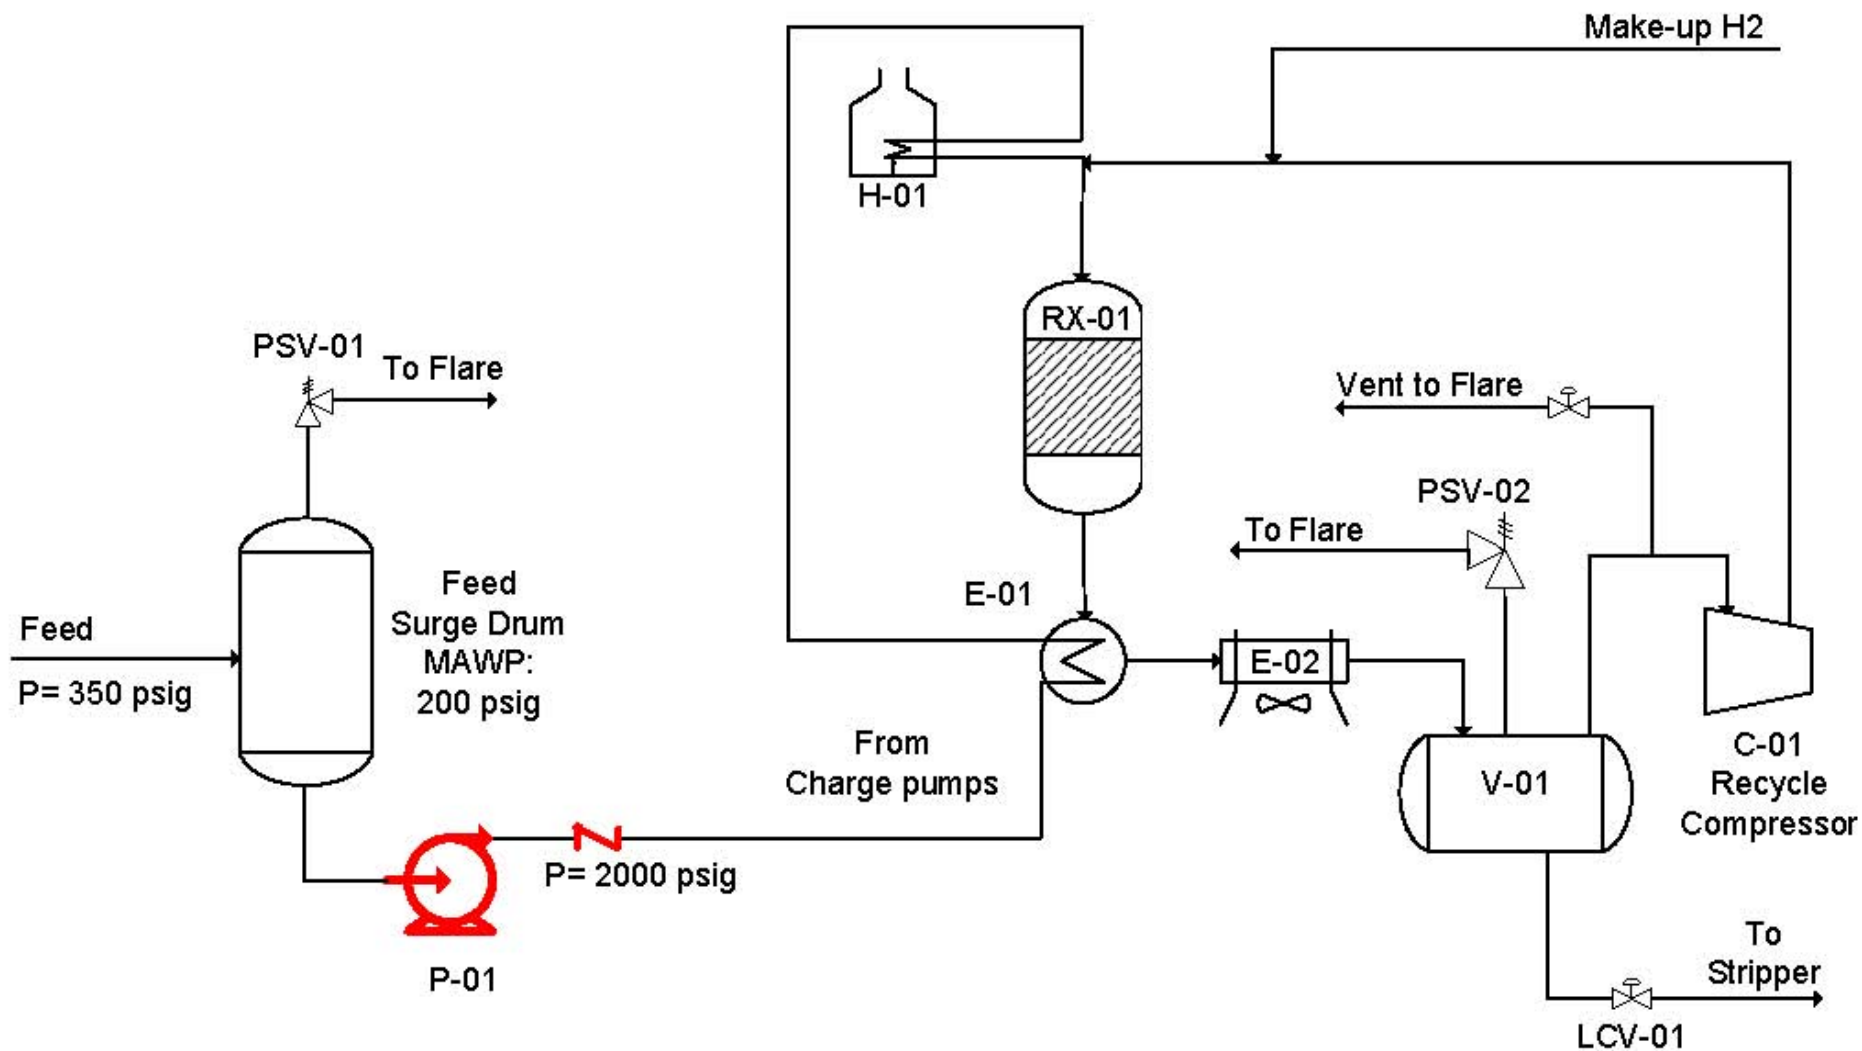 Make-up H2
H-01
RX-01
PSV-01
To Flare
Vent to Flare
PSV-02
To Flare
E-01
Feed
P= 350 psig
Feed
Surge Drum
MAWP:
200 psig
E-02
From
Charge pumps
V-01
C-01
Recycle
Compressor
P= 2000 psig
P-01
To
Stripper
LCV-01